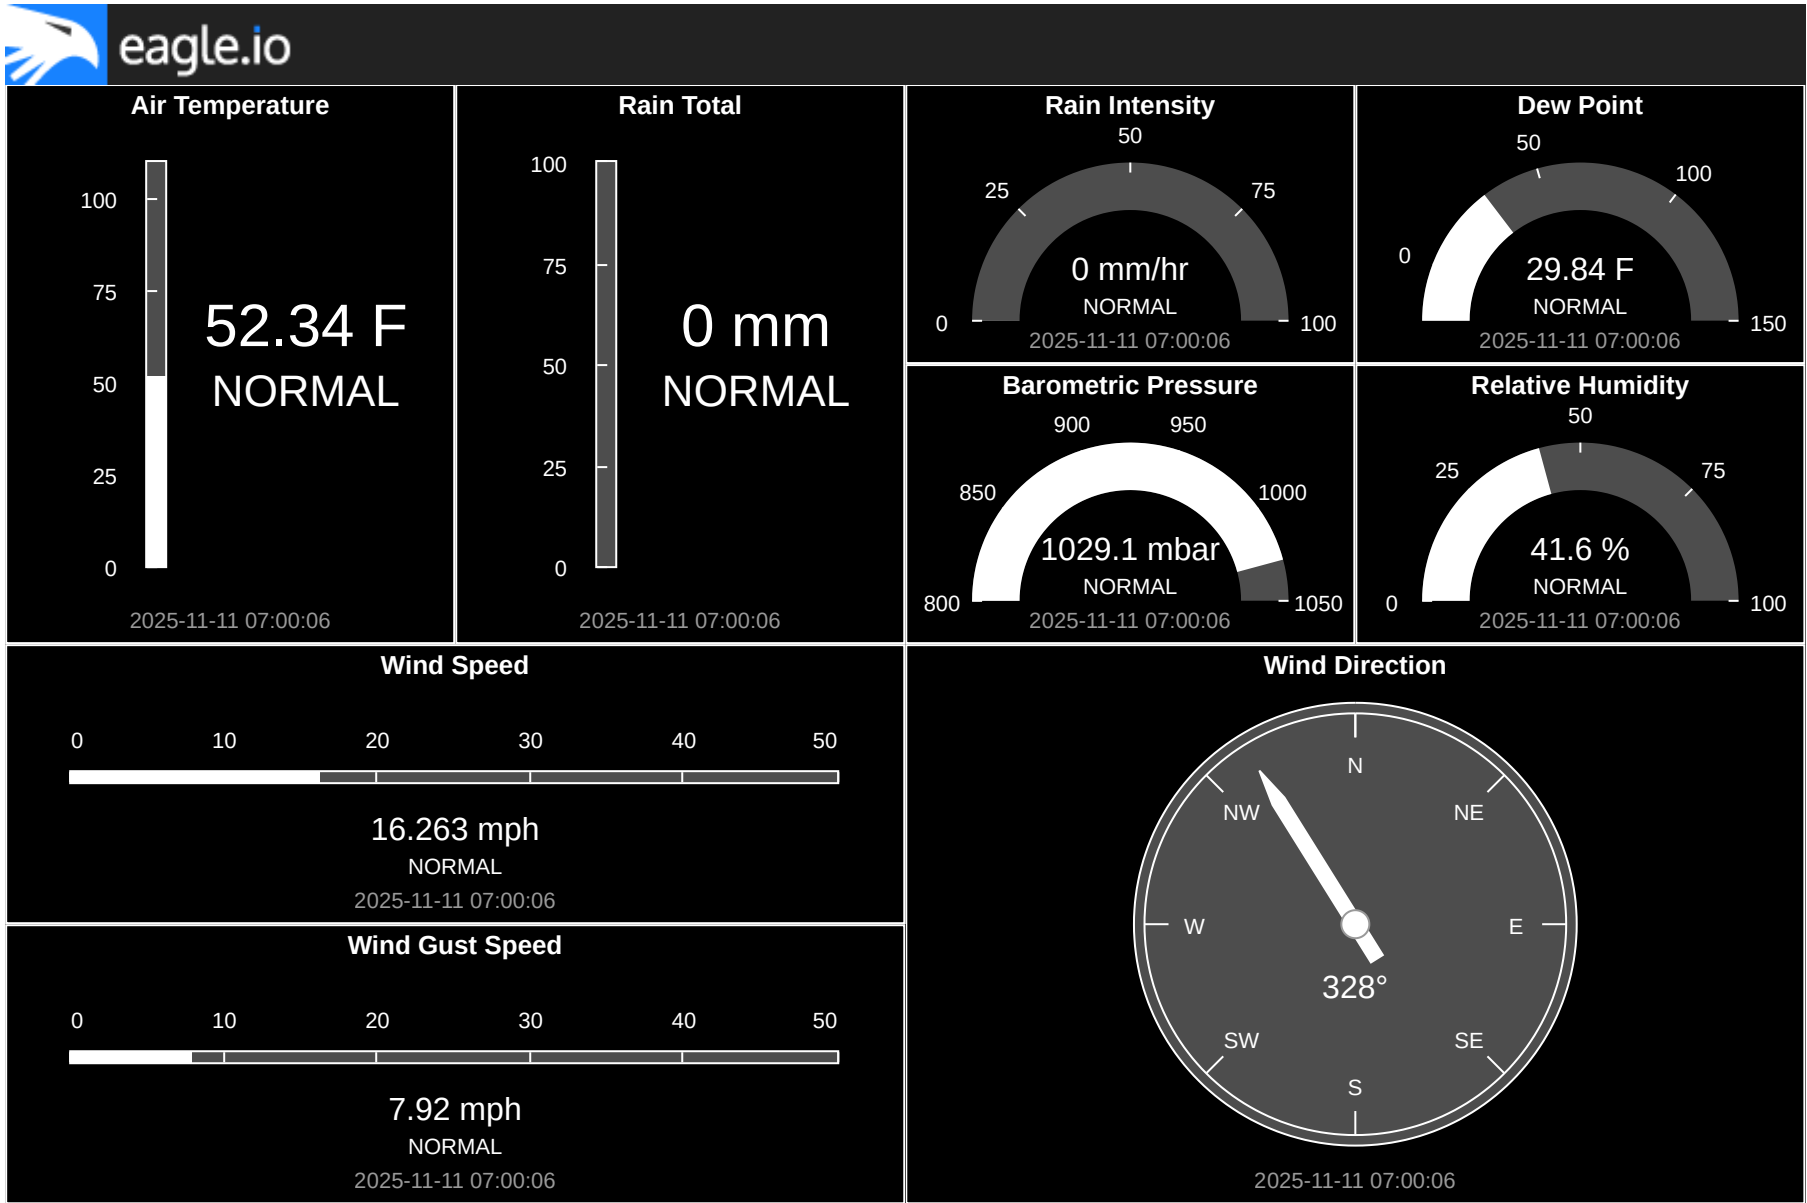 eagle.io
Air Temperature
100
75
50
25
0
52.34 F
NORMAL
2025-11-11 07:00:06
Rain Total
100
75
50
25
0
0 mm
NORMAL
2025-11-11 07:00:06
Rain Intensity
0
25
50
75
100
0 mm/hr
NORMAL
2025-11-11 07:00:06
Dew Point
0
50
100
150
29.84 F
NORMAL
2025-11-11 07:00:06
Barometric Pressure
800
850
900
950
1000
1050
1029.1 mbar
NORMAL
2025-11-11 07:00:06
Relative Humidity
0
25
50
75
100
41.6 %
NORMAL
2025-11-11 07:00:06
Wind Speed
0 10 20 30 40 50
16.263 mph
NORMAL
2025-11-11 07:00:06
Wind Gust Speed
0 10 20 30 40 50
7.92 mph
NORMAL
2025-11-11 07:00:06
Wind Direction
N
NW NE
W E
328°
SW SE
S
2025-11-11 07:00:06